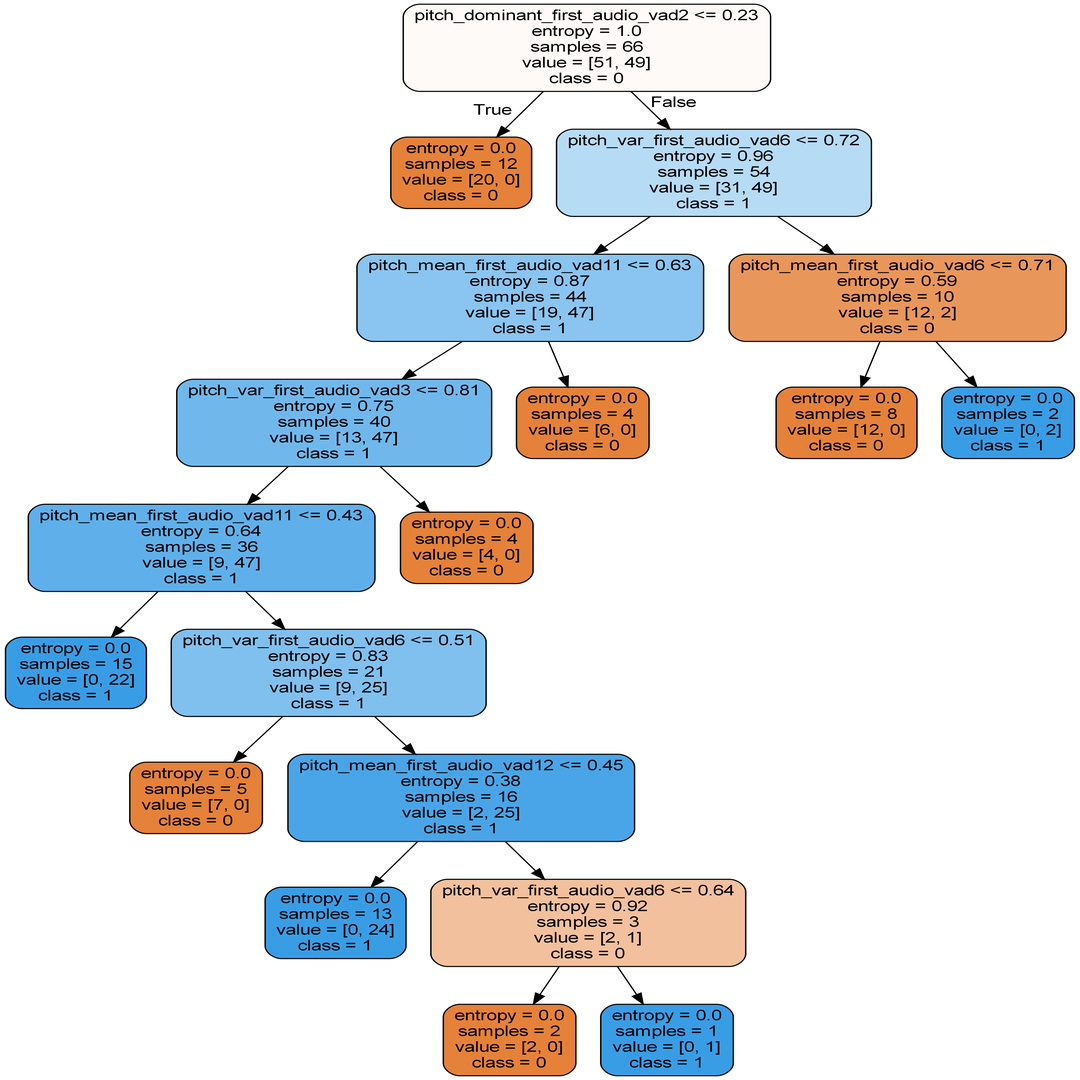 pitch_dominant_first_audio_vad2 <= 0.23
entropy = 1.0
samples = 66
value = [51, 49]
class = 0
True
False
entropy = 0.0
samples = 12
value = [20, 0]
class = 0
pitch_var_first_audio_vad6 <= 0.72
entropy = 0.96
samples = 54
value = [31, 49]
class = 1
pitch_mean_first_audio_vad11 <= 0.63
entropy = 0.87
samples = 44
value = [19, 47]
class = 1
pitch_mean_first_audio_vad6 <= 0.71
entropy = 0.59
samples = 10
value = [12, 2]
class = 0
pitch_var_first_audio_vad3 <= 0.81
entropy = 0.75
samples = 40
value = [13, 47]
class = 1
entropy = 0.0
samples = 4
value = [6, 0]
class = 0
entropy = 0.0
samples = 8
value = [12, 0]
class = 0
entropy = 0.0
samples = 2
value = [0, 2]
class = 1
pitch_mean_first_audio_vad11 <= 0.43
entropy = 0.64
samples = 36
value = [9, 47]
class = 1
entropy = 0.0
samples = 4
value = [4, 0]
class = 0
entropy = 0.0
samples = 15
value = [0, 22]
class = 1
pitch_var_first_audio_vad6 <= 0.51
entropy = 0.83
samples = 21
value = [9, 25]
class = 1
entropy = 0.0
samples = 5
value = [7, 0]
class = 0
pitch_mean_first_audio_vad12 <= 0.45
entropy = 0.38
samples = 16
value = [2, 25]
class = 1
entropy = 0.0
samples = 13
value = [0, 24]
class = 1
pitch_var_first_audio_vad6 <= 0.64
entropy = 0.92
samples = 3
value = [2, 1]
class = 0
entropy = 0.0
samples = 2
value = [2, 0]
class = 0
entropy = 0.0
samples = 1
value = [0, 1]
class = 1